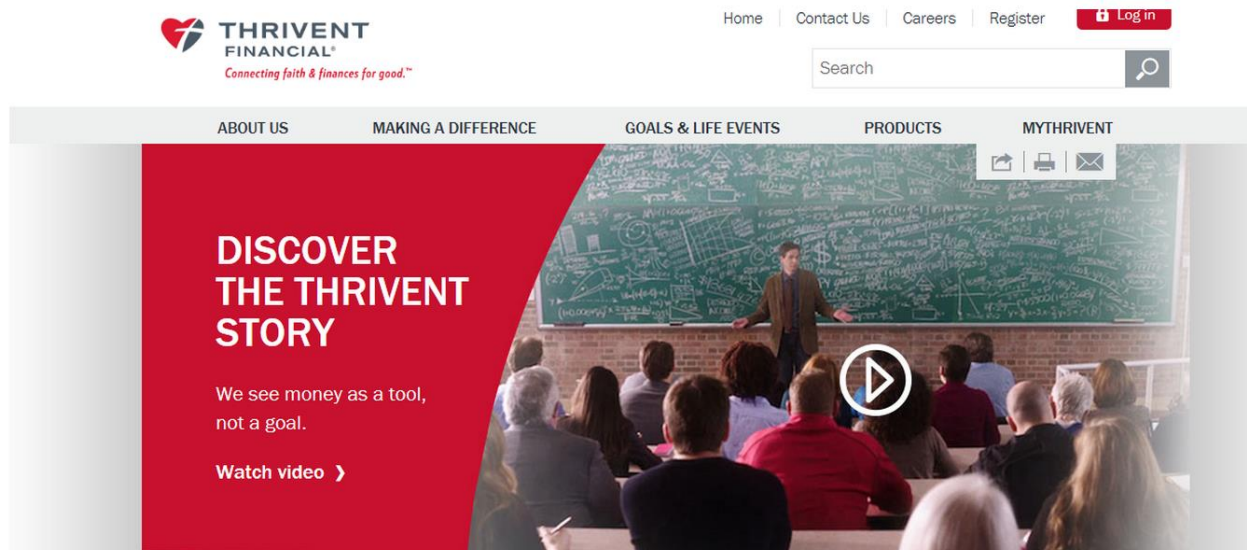 THRIVENT
FINANCIAL®
Connecting faith & finances for good.™
Home Contact Us Careers Register Log in
Search
ABOUT US MAKING A DIFFERENCE GOALS & LIFE EVENTS PRODUCTS MYTHRIVENT
DISCOVER
THE THRIVENT
STORY
We see money as a tool,
not a goal.
Watch video ❯